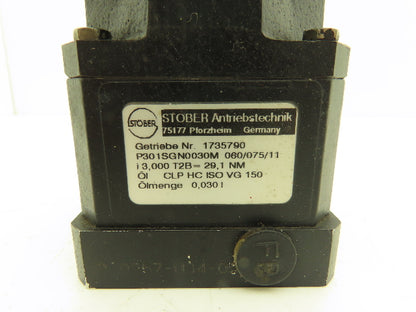 STOBER
STOBER Antriebstechnik
75177 Pforzheim Germany
Getriebe Nr. 1735790
P301SGN0030M 060/075/11
i 3,000 T2B= 29,1 NM
Öl CLP HC ISO VG 150
Ölmenge 0,030 l